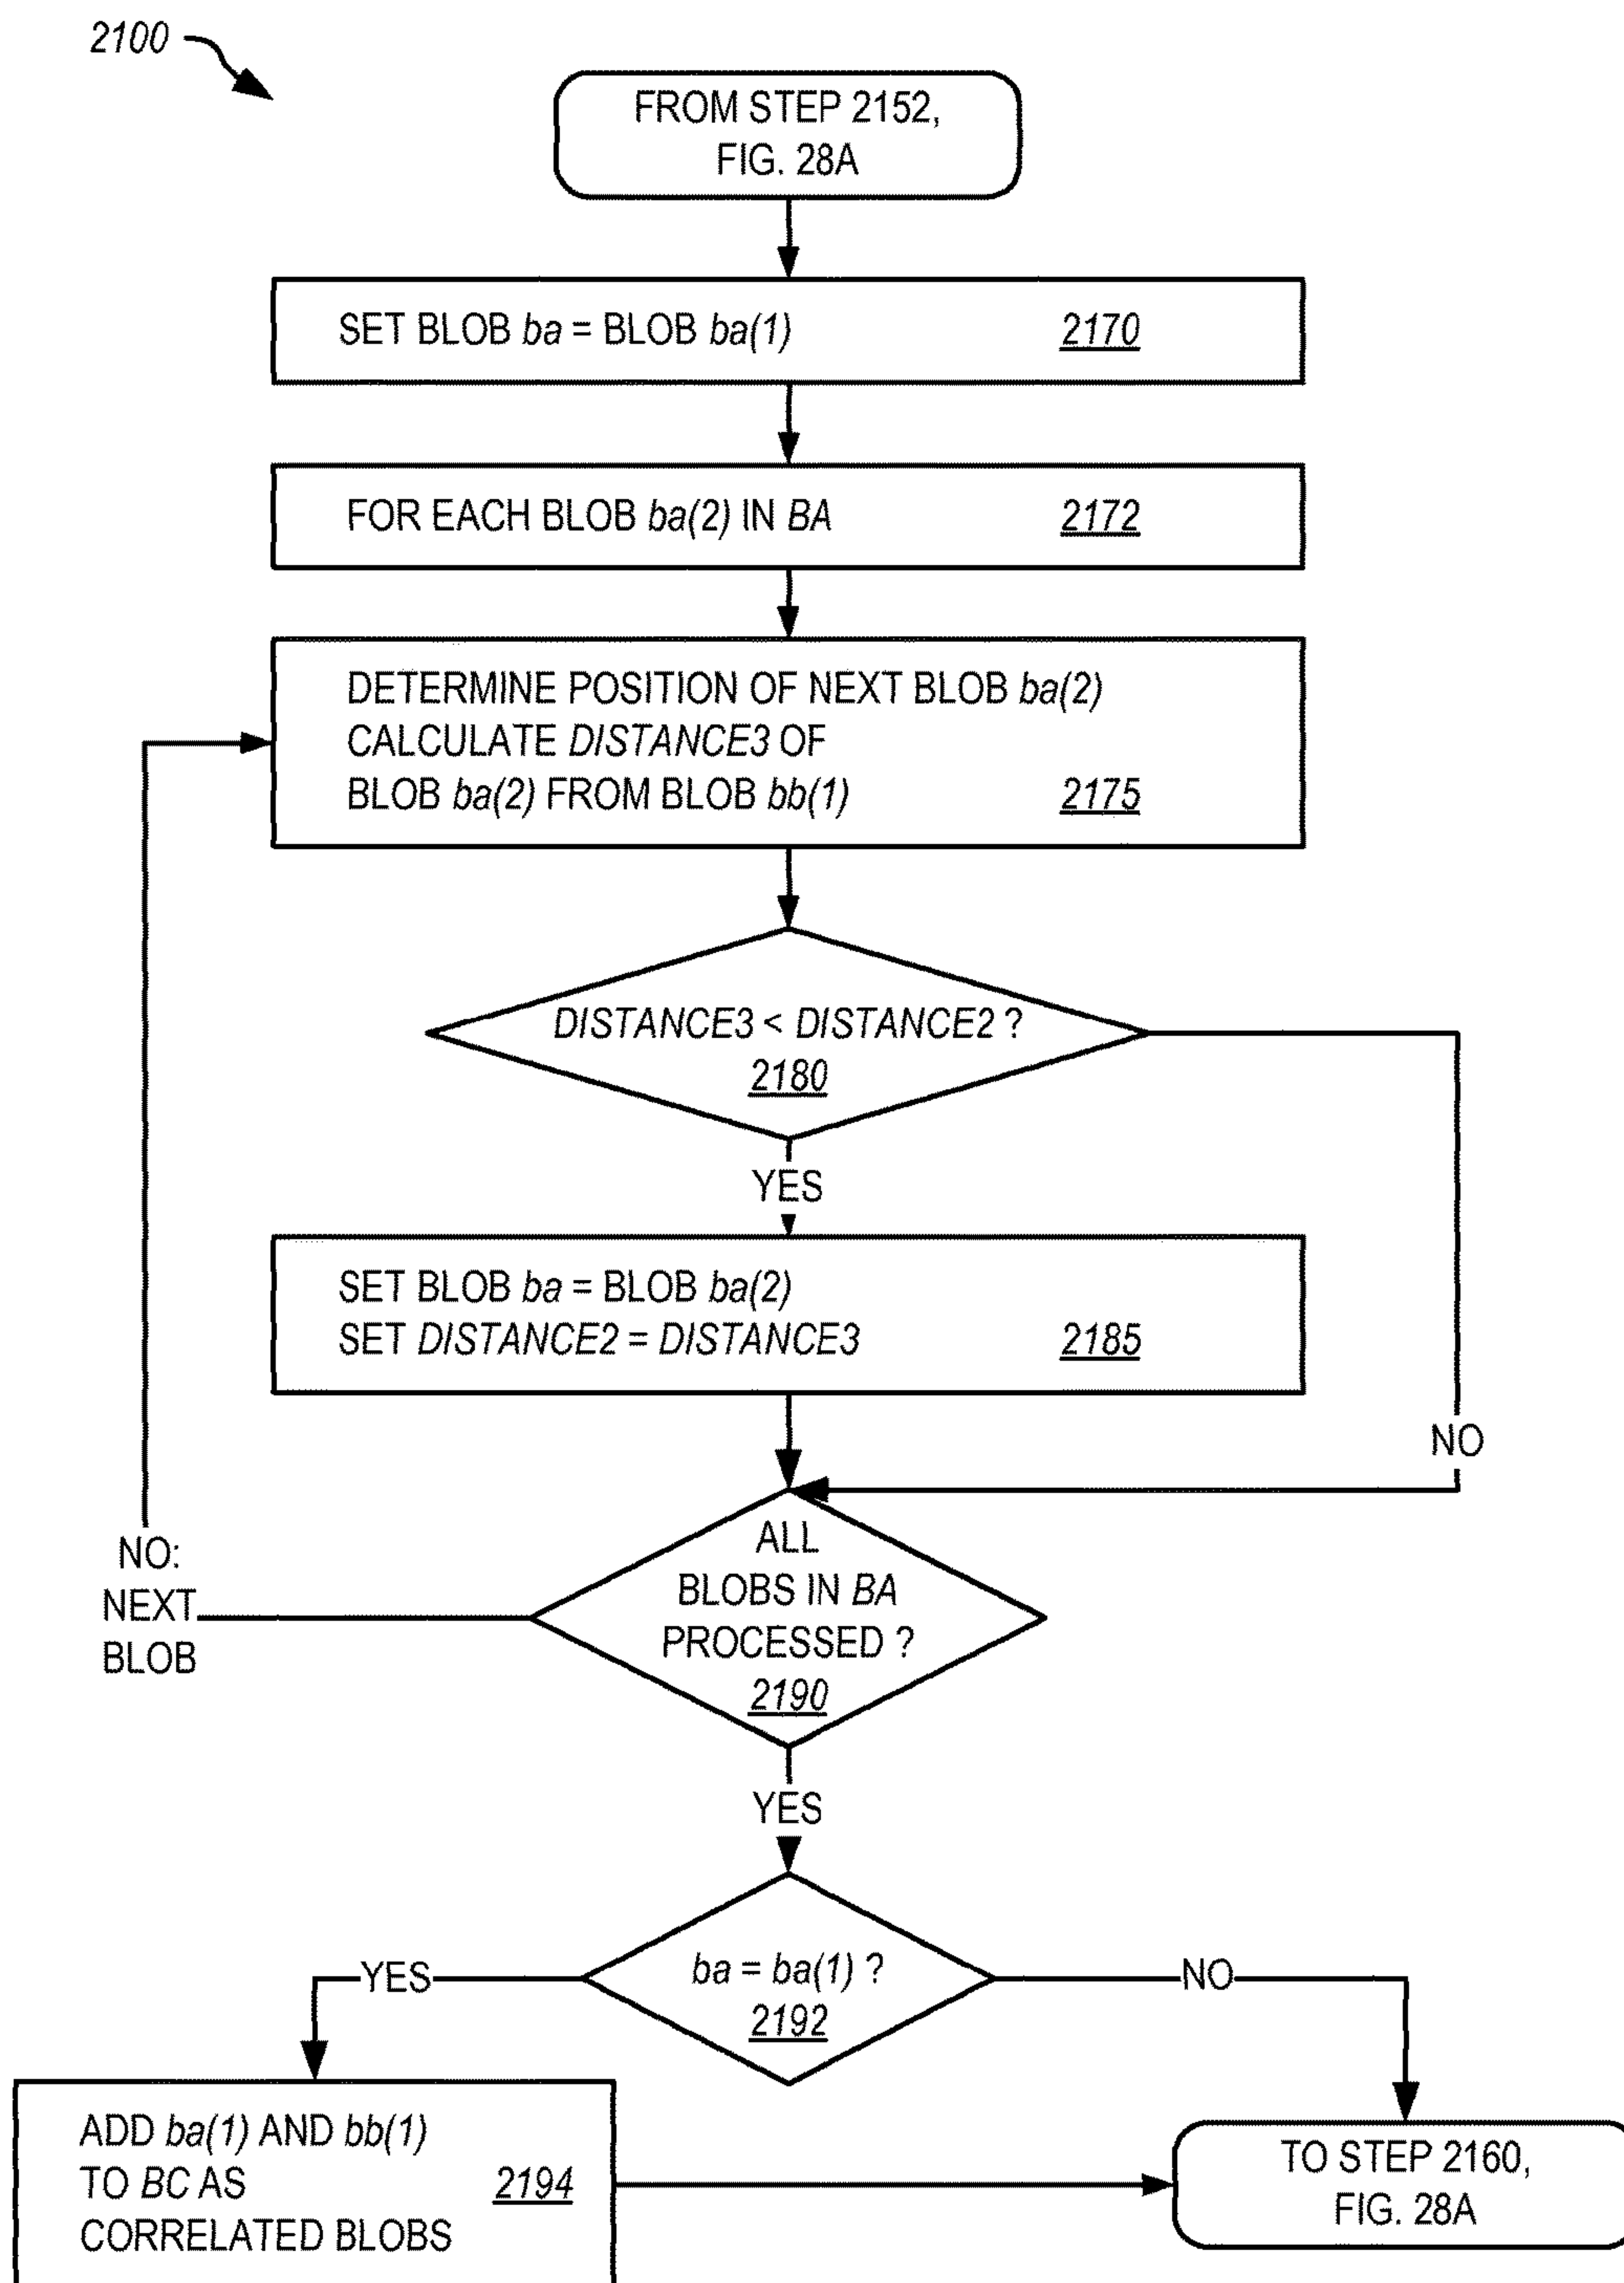 2100
FROM STEP 2152,
FIG. 28A
SET BLOB ba = BLOB ba(1) 2170
FOR EACH BLOB ba(2) IN BA 2172
DETERMINE POSITION OF NEXT BLOB ba(2)
CALCULATE DISTANCE3 OF
BLOB ba(2) FROM BLOB bb(1) 2175
DISTANCE3 < DISTANCE2 ?
2180
YES
SET BLOB ba = BLOB ba(2)
SET DISTANCE2 = DISTANCE3 2185
NO
ALL
BLOBS IN BA
PROCESSED ?
2190
NO:
NEXT
BLOB
YES
ba = ba(1) ?
2192
YES
NO
ADD ba(1) AND bb(1)
TO BC AS 2194
CORRELATED BLOBS
TO STEP 2160,
FIG. 28A